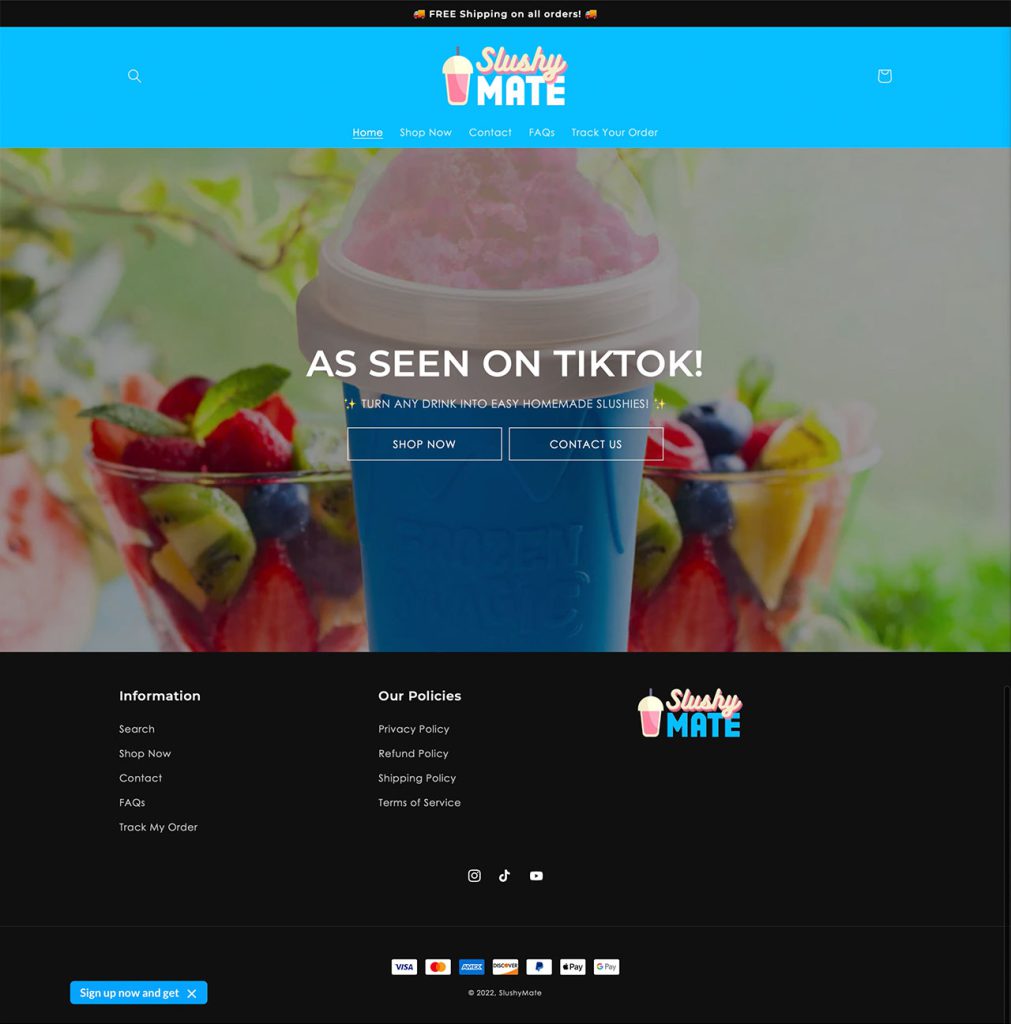 🚚 FREE Shipping on all orders! 🚚
Slushy
MATE
Home Shop Now Contact FAQs Track Your Order
AS SEEN ON TIKTOK!
✨ TURN ANY DRINK INTO EASY HOMEMADE SLUSHIES! ✨
SHOP NOW CONTACT US
FROZEN
MAGIC
Information
Search
Shop Now
Contact
FAQs
Track My Order
Our Policies
Privacy Policy
Refund Policy
Shipping Policy
Terms of Service
Slushy
MATE
VISA AMEX DISCOVER Pay G Pay
Sign up now and get ✕
© 2022, SlushyMate